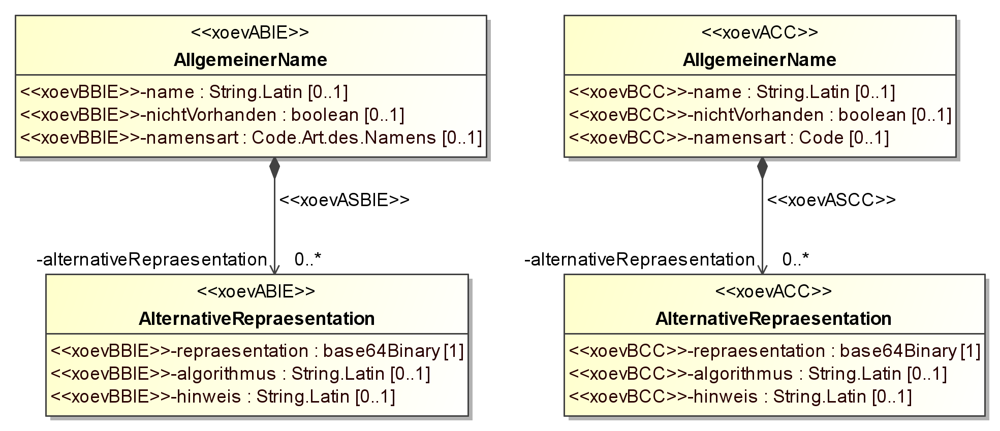 <<xoevABIE>>
AllgemeinerName
<<xoevBBIE>>-name : String.Latin [0..1]
<<xoevBBIE>>-nichtVorhanden : boolean [0..1]
<<xoevBBIE>>-namensart : Code.Art.des.Namens [0..1]
<<xoevASBIE>>
-alternativeRepraesentation 0..*
<<xoevABIE>>
AlternativeRepraesentation
<<xoevBBIE>>-repraesentation : base64Binary [1]
<<xoevBBIE>>-algorithmus : String.Latin [0..1]
<<xoevBBIE>>-hinweis : String.Latin [0..1]
<<xoevACC>>
AllgemeinerName
<<xoevBCC>>-name : String.Latin [0..1]
<<xoevBCC>>-nichtVorhanden : boolean [0..1]
<<xoevBCC>>-namensart : Code [0..1]
<<xoevASCC>>
-alternativeRepraesentation 0..*
<<xoevACC>>
AlternativeRepraesentation
<<xoevBCC>>-repraesentation : base64Binary [1]
<<xoevBCC>>-algorithmus : String.Latin [0..1]
<<xoevBCC>>-hinweis : String.Latin [0..1]